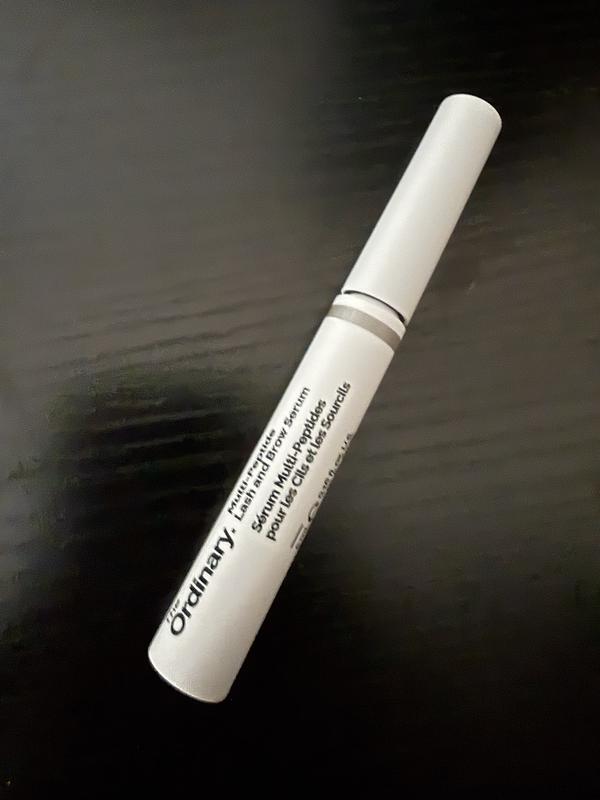 The
Ordinary.
Multi-Peptide
Lash and Brow Serum
Sérum Multi-Peptides
pour les Cils et les Sourcils